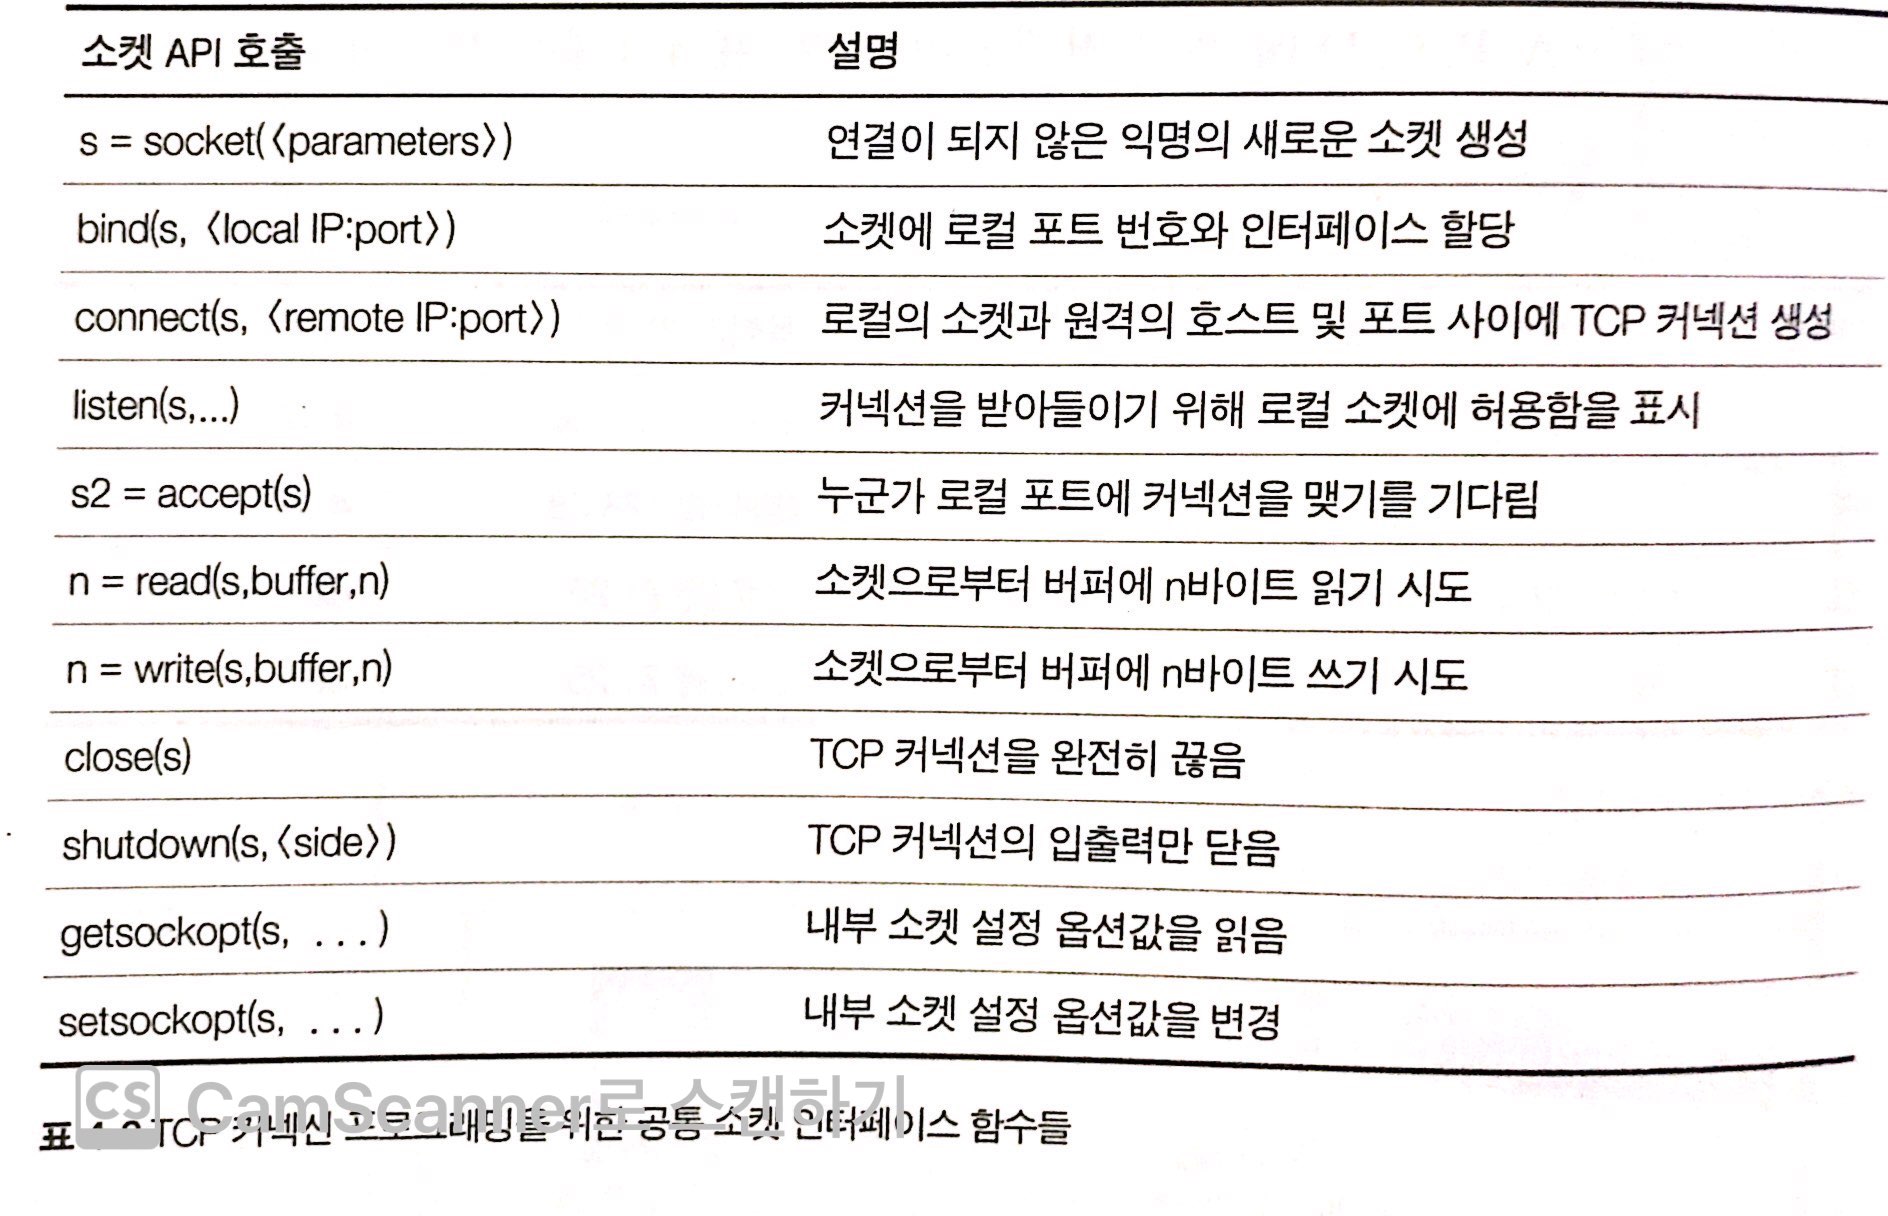 소켓 API 호출 설명
s = socket(〈parameters〉) 연결이 되지 않은 익명의 새로운 소켓 생성
bind(s, 〈local IP:port〉) 소켓에 로컬 포트 번호와 인터페이스 할당
connect(s, 〈remote IP:port〉) 로컬의 소켓과 원격의 호스트 및 포트 사이에 TCP 커넥션 생성
listen(s,...) 커넥션을 받아들이기 위해 로컬 소켓에 허용함을 표시
s2 = accept(s) 누군가 로컬 포트에 커넥션을 맺기를 기다림
n = read(s,buffer,n) 소켓으로부터 버퍼에 n바이트 읽기 시도
n = write(s,buffer,n) 소켓으로부터 버퍼에 n바이트 쓰기 시도
close(s) TCP 커넥션을 완전히 끊음
shutdown(s,〈side〉) TCP 커넥션의 입출력만 닫음
getsockopt(s, ...) 내부 소켓 설정 옵션값을 읽음
setsockopt(s, ...) 내부 소켓 설정 옵션값을 변경
CS CamScanner로 스캔하기
표 TCP 커넥션 프로그래밍을 위한 공통 소켓 인터페이스 함수들